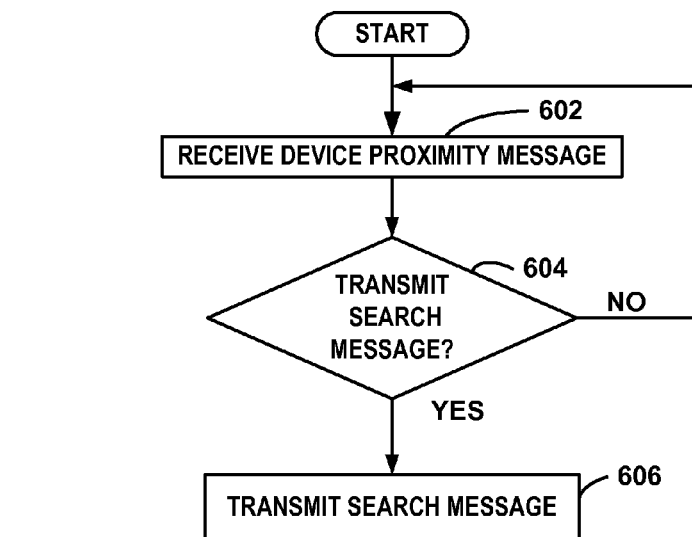 START
602
RECEIVE DEVICE PROXIMITY MESSAGE
604
TRANSMIT
SEARCH
MESSAGE?
NO
YES
606
TRANSMIT SEARCH MESSAGE